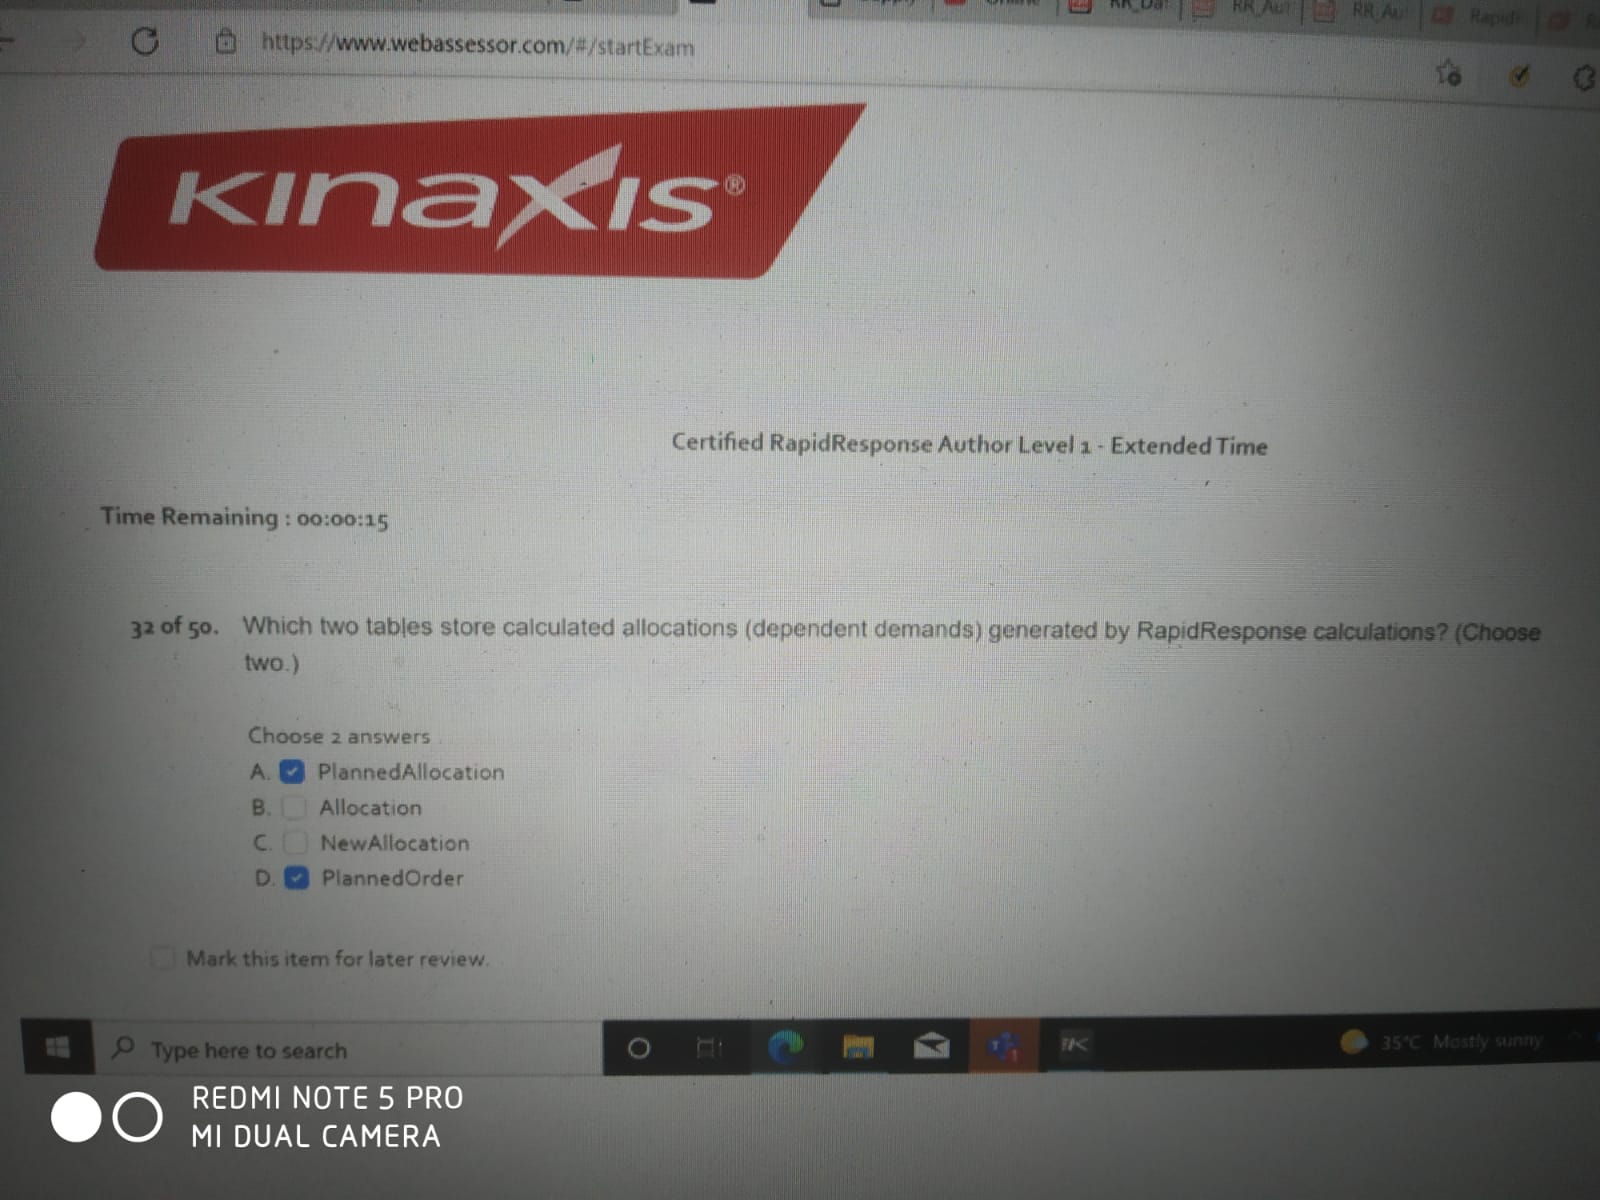 RR_Dat
RR_Aut
RR_Aut
https://www.webassessor.com/#/startExam
KINAXIS®
Certified RapidResponse Author Level 1 - Extended Time
Time Remaining : 00:00:15
32 of 50. Which two tables store calculated allocations (dependent demands) generated by RapidResponse calculations? (Choose
two.)
Choose 2 answers
A. PlannedAllocation
B. Allocation
C. NewAllocation
D. PlannedOrder
Mark this item for later review.
Type here to search
35°C Mostly sunny
REDMI NOTE 5 PRO
MI DUAL CAMERA